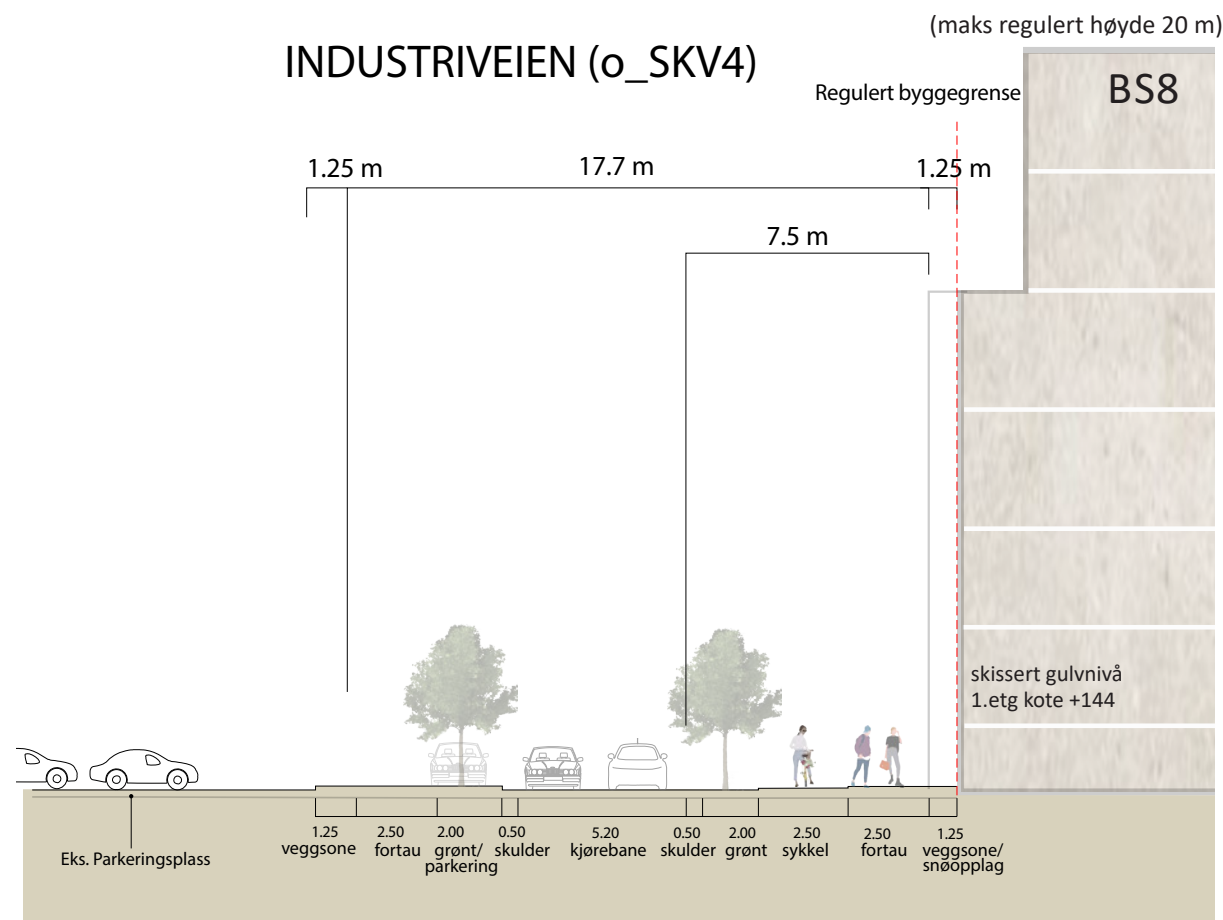 (maks regulert høyde 20 m)
INDUSTRIVEIEN (o_SKV4)
BS8
Regulert byggegrense
1.25 m
17.7 m
1.25 m
7.5 m
skissert gulvnivå
1.etg kote +144
1.25
veggsone
2.50
fortau
2.00
grønt/
parkering
0.50
skulder
5.20
kjørebane
0.50
skulder
2.00
grønt
2.50
sykkel
2.50
fortau
1.25
veggsone/
snøopplag
Eks. Parkeringsplass